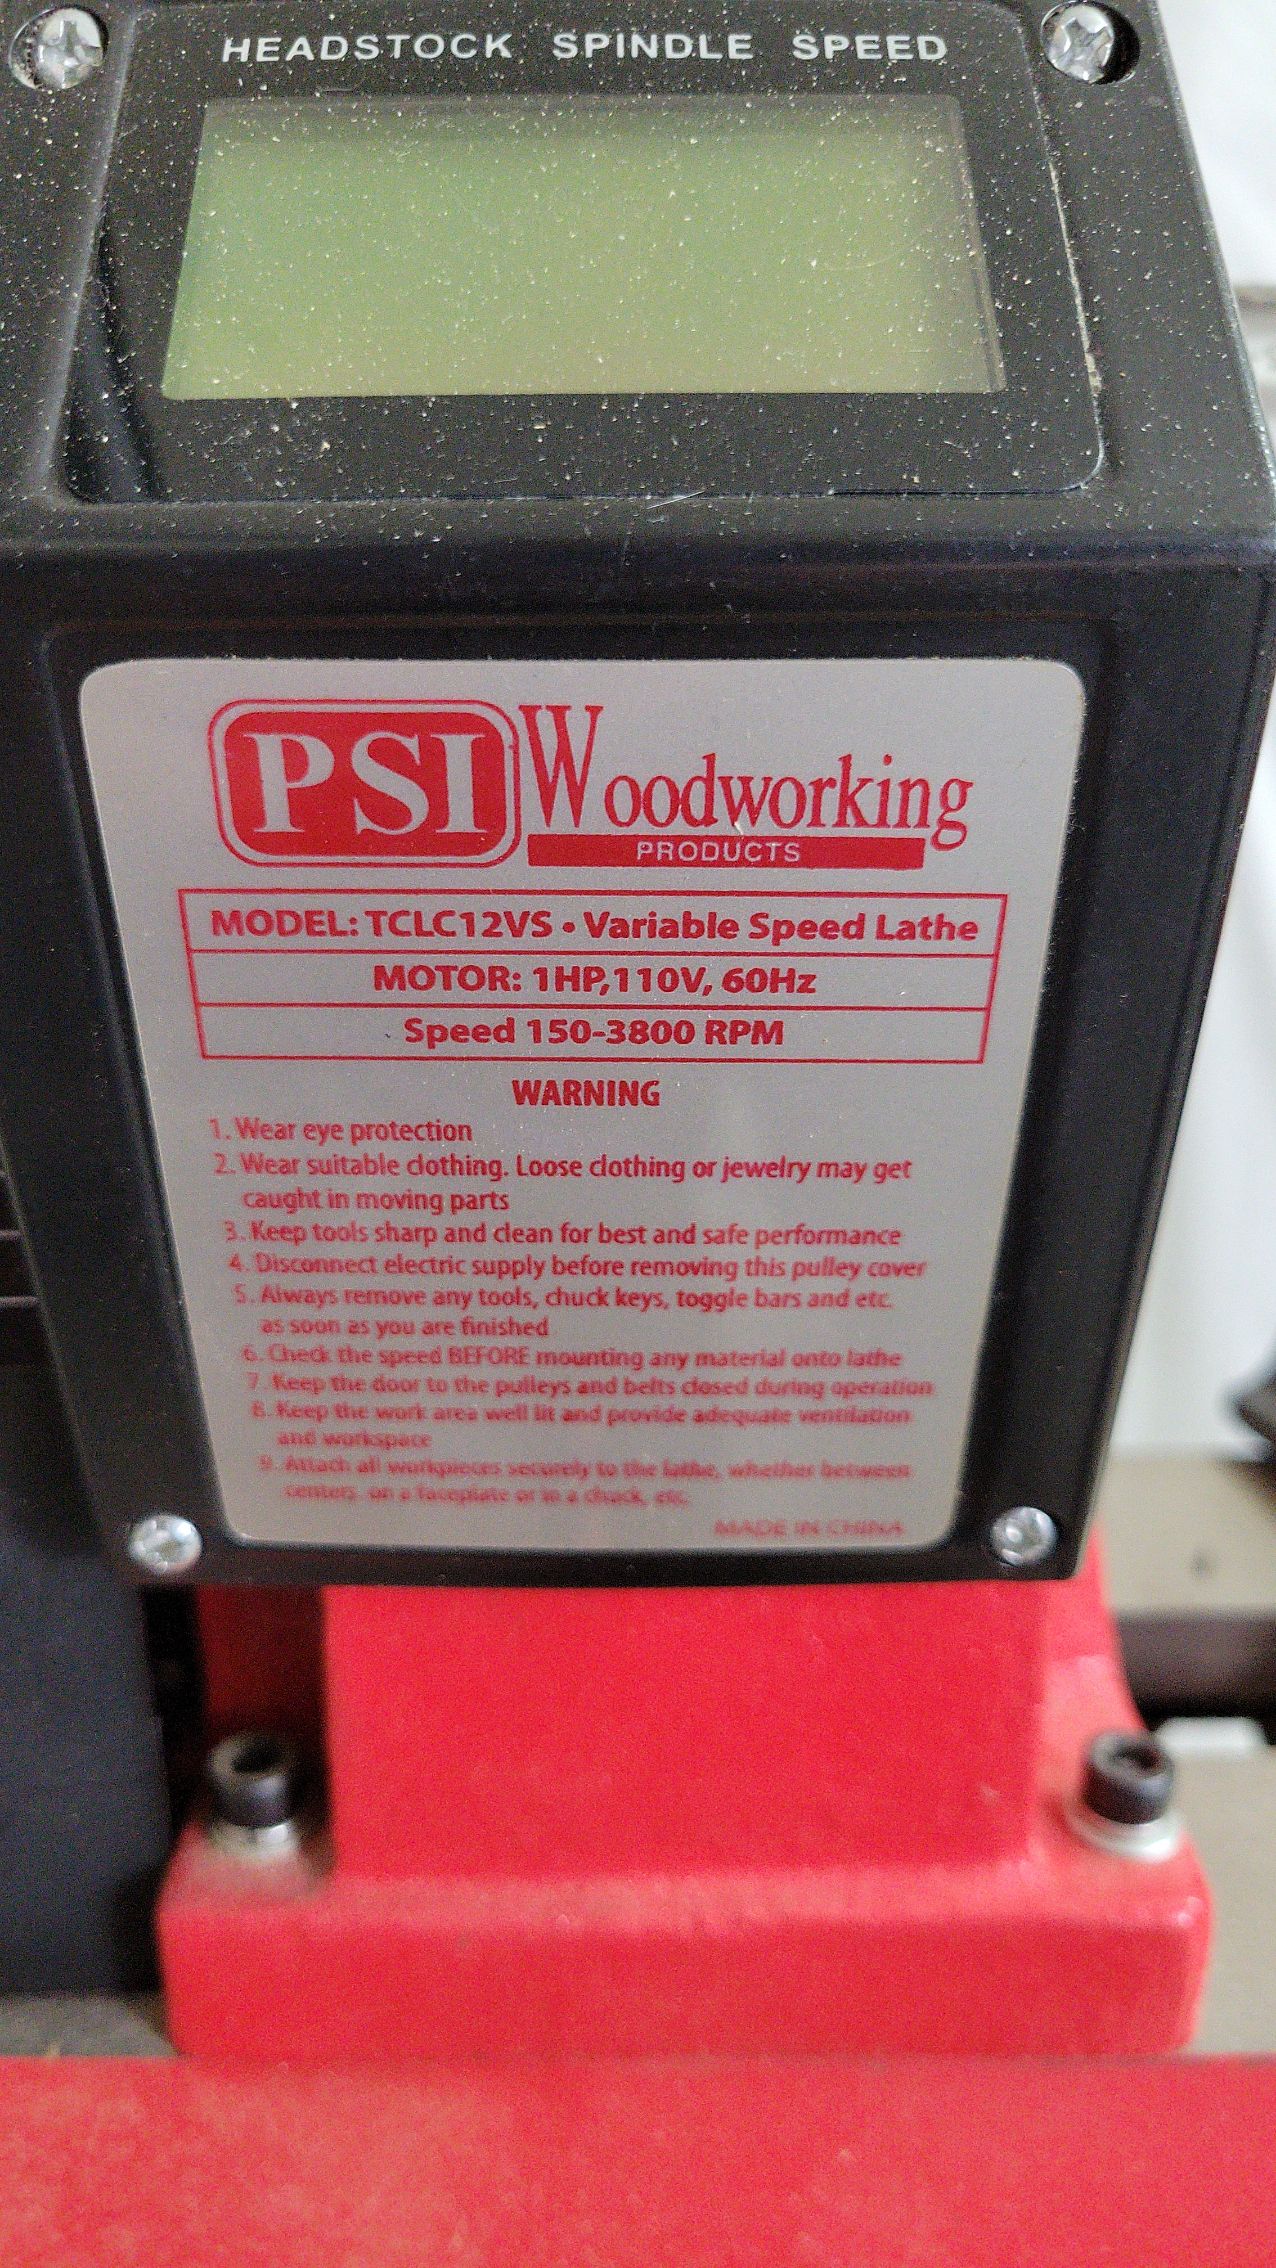 HEADSTOCK SPINDLE SPEED
PSI Woodworking
PRODUCTS
MODEL: TCLC12VS • Variable Speed Lathe
MOTOR: 1HP,110V, 60Hz
Speed 150-3800 RPM
WARNING
1. Wear eye protection
2. Wear suitable clothing. Loose clothing or jewelry may get
caught in moving parts
3. Keep tools sharp and clean for best and safe performance
4. Disconnect electric supply before removing this pulley cover
5. Always remove any tools, chuck keys, toggle bars and etc.
as soon as you are finished
6. Check the speed BEFORE mounting any material onto lathe
7. Keep the door to the pulleys and belts closed during operation
8. Keep the work area well lit and provide adequate ventilation
and workspace
9. Attach all workpieces securely to the lathe, whether between
centers, on a faceplate or in a chuck, etc.
MADE IN CHINA